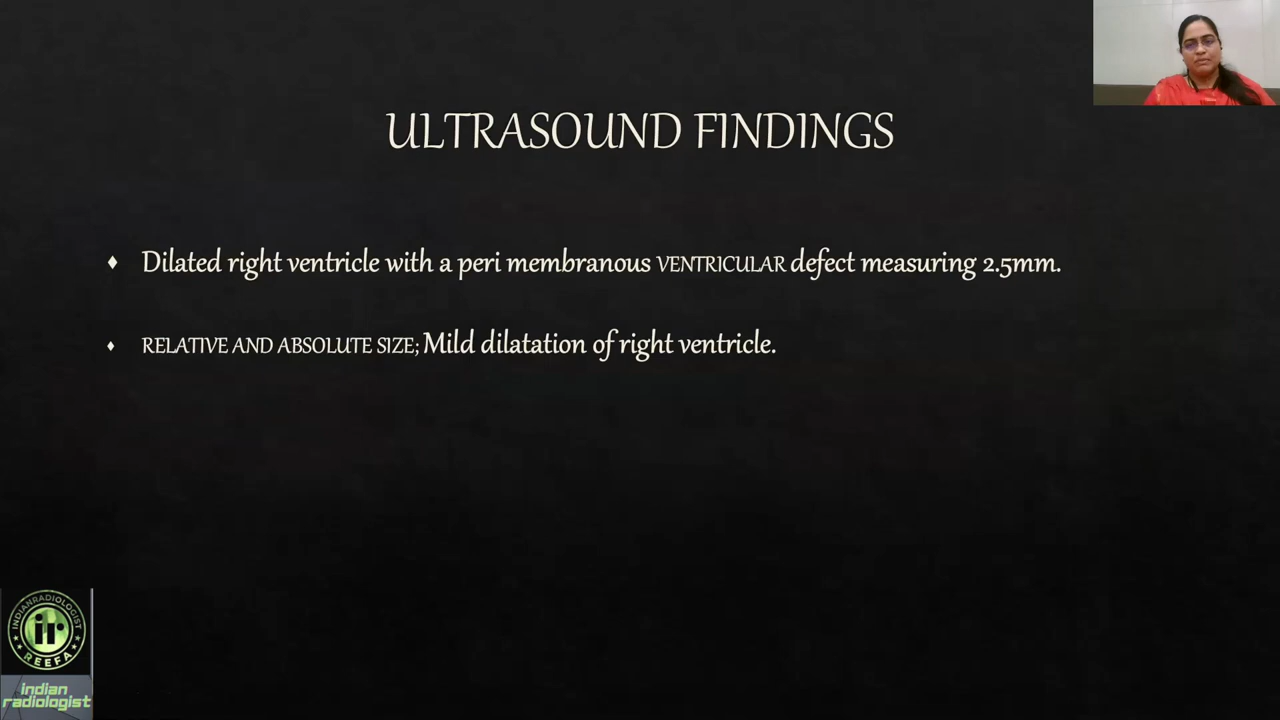 ULTRASOUND FINDINGS
Dilated right ventricle with a peri membranous VENTRICULAR defect measuring 2.5mm.
RELATIVE AND ABSOLUTE SIZE; Mild dilatation of right ventricle.
INDIANRADIOLOGIST
ir
REEFA
indian
radiologist